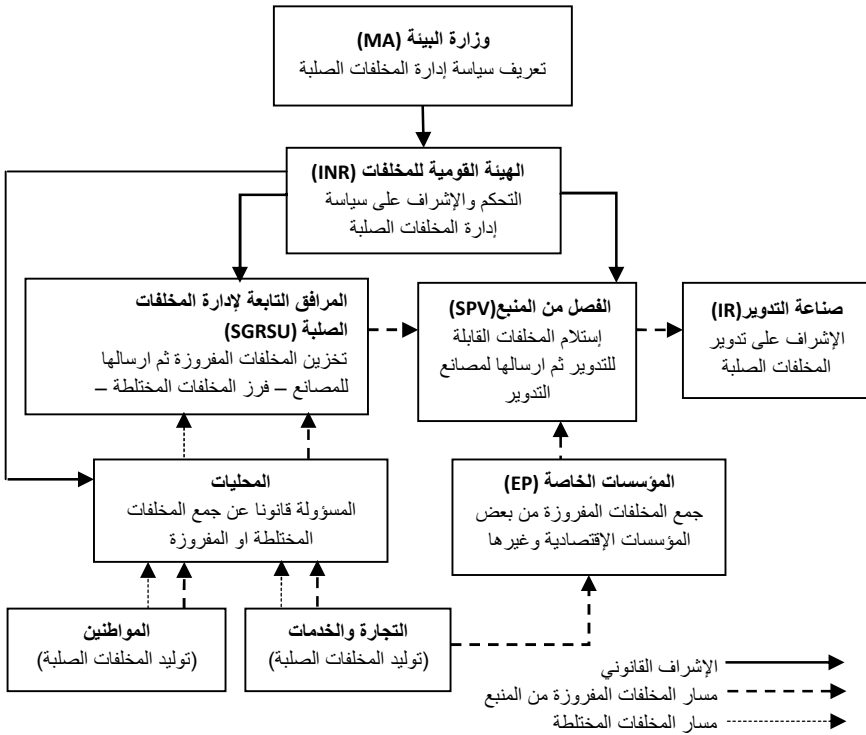 وزارة البيئة (MA)
تعريف سياسة إدارة المخلفات الصلبة
الهيئة القومية للمخلفات (INR)
التحكم والإشراف على سياسة
إدارة المخلفات الصلبة
المرافق التابعة لإدارة المخلفات
الصلبة (SGRSU)
تخزين المخلفات المفروزة ثم ارسالها
للمصانع – فرز المخلفات المختلطة –
الفصل من المنبع(SPV)
إستلام المخلفات القابلة
للتدوير ثم ارسالها لمصانع
التدوير
صناعة التدوير(IR)
الإشراف على تدوير
المخلفات الصلبة
المحليات
المسؤولة قانونا عن جمع المخلفات
المختلطة او المفروزة
المؤسسات الخاصة (EP)
جمع المخلفات المفروزة من بعض
المؤسسات الإقتصادية وغيرها
المواطنين
(توليد المخلفات الصلبة)
التجارة والخدمات
(توليد المخلفات الصلبة)
الإشراف القانوني
مسار المخلفات المفروزة من المنبع
مسار المخلفات المختلطة